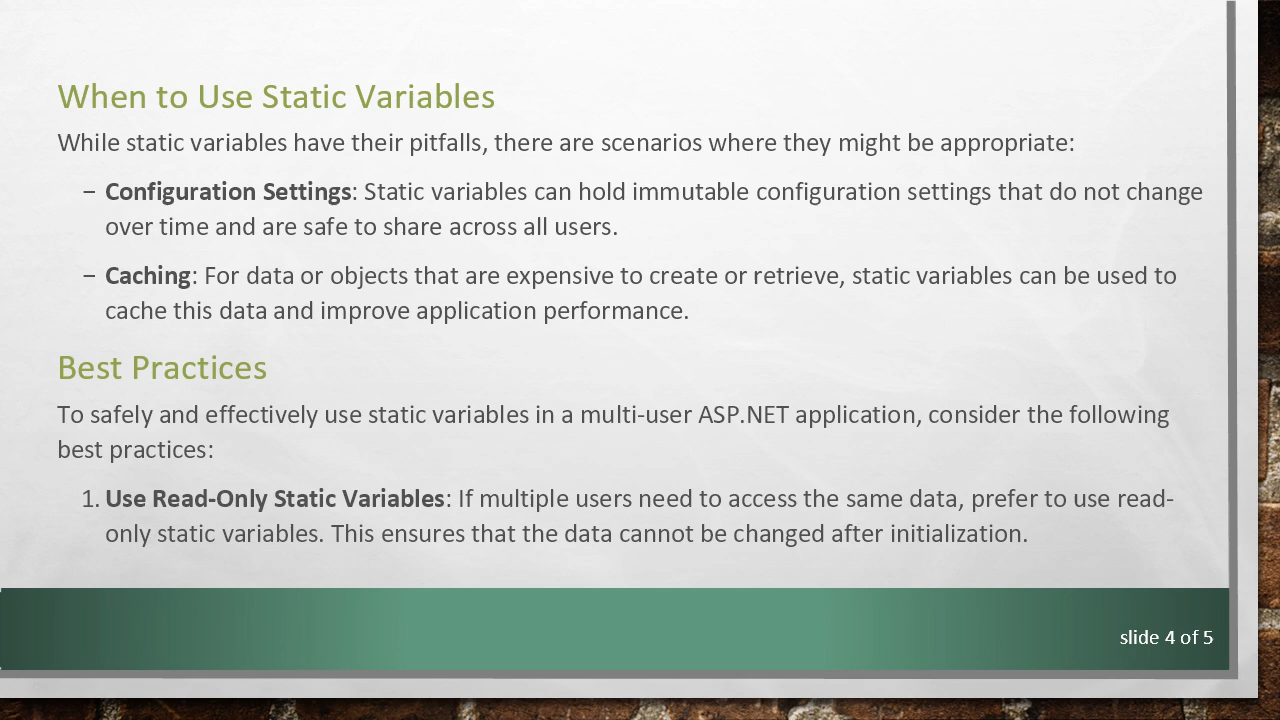 When to Use Static Variables
While static variables have their pitfalls, there are scenarios where they might be appropriate:
– Configuration Settings: Static variables can hold immutable configuration settings that do not change
over time and are safe to share across all users.
– Caching: For data or objects that are expensive to create or retrieve, static variables can be used to
cache this data and improve application performance.
Best Practices
To safely and effectively use static variables in a multi-user ASP.NET application, consider the following
best practices:
1. Use Read-Only Static Variables: If multiple users need to access the same data, prefer to use read-
only static variables. This ensures that the data cannot be changed after initialization.
slide 4 of 5